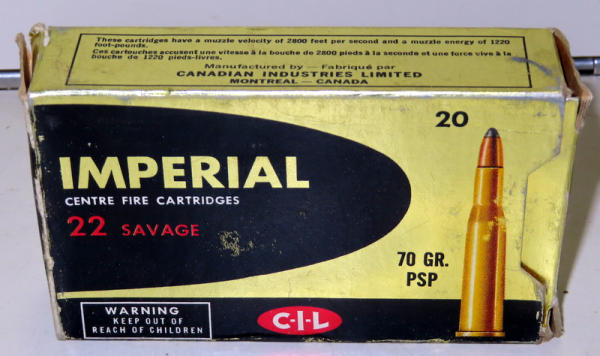 These cartridges have a muzzle velocity of 2800 feet per second and a muzzle energy of 1220
foot-pounds.
Ces cartouches accusent une vitesse à la bouche de 2800 pieds à la seconde et une force vive à la
bouche de 1220 pieds-livres.
Manufactured by — Fabriqué par
CANADIAN INDUSTRIES LIMITED
MONTREAL — CANADA
20
IMPERIAL
CENTRE FIRE CARTRIDGES
22 SAVAGE
70 GR.
PSP
WARNING
KEEP OUT OF
REACH OF CHILDREN
C-I-L